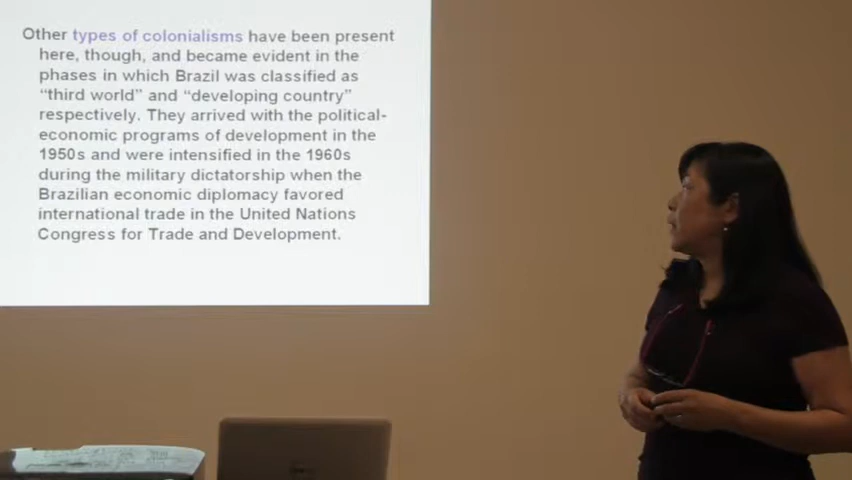 Other types of colonialisms have been present
here, though, and became evident in the
phases in which Brazil was classified as
“third world” and “developing country”
respectively. They arrived with the political-
economic programs of development in the
1950s and were intensified in the 1960s
during the military dictatorship when the
Brazilian economic diplomacy favored
international trade in the United Nations
Congress for Trade and Development.